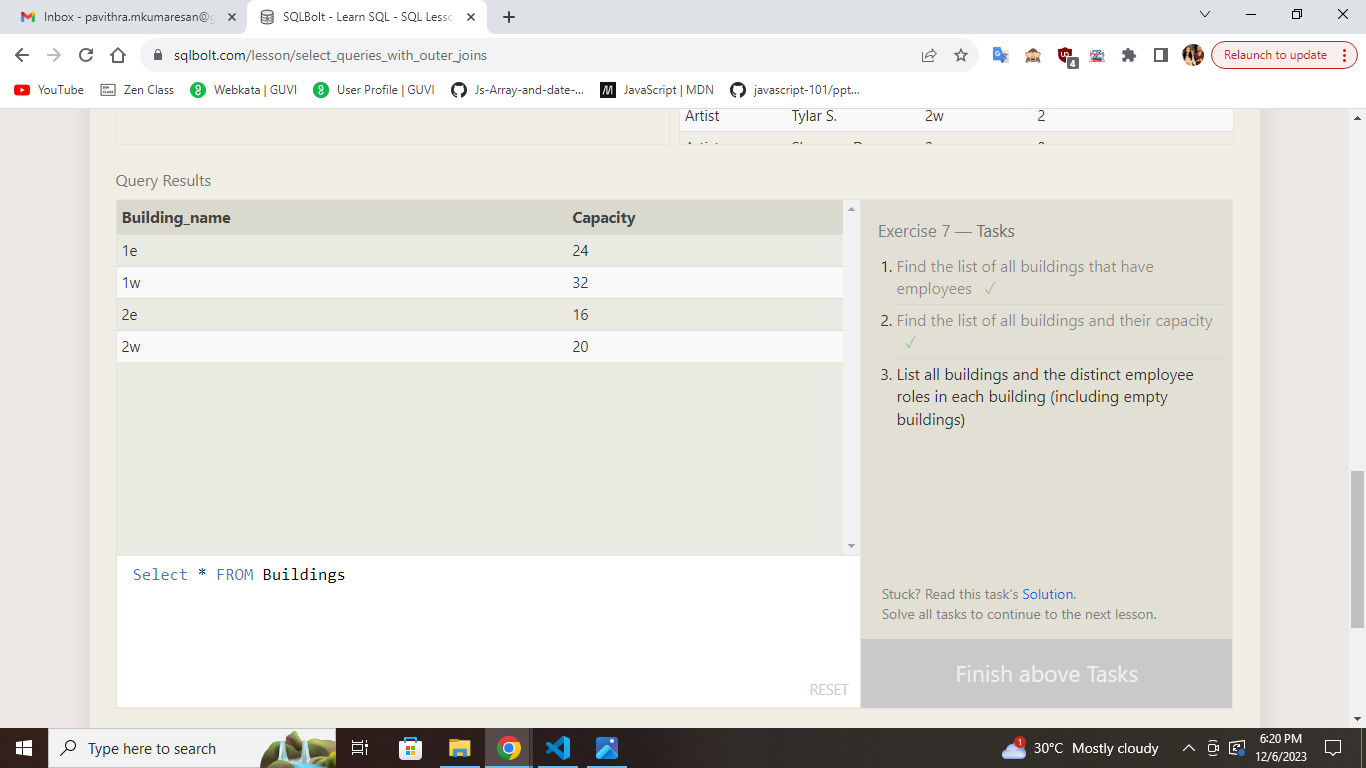 Inbox - pavithra.mkumaresan@g
SQLBolt - Learn SQL - SQL Lesso
sqlbolt.com/lesson/select_queries_with_outer_joins
4
Relaunch to update
YouTube
Zen Class
Webkata | GUVI
User Profile | GUVI
Js-Array-and-date-...
JavaScript | MDN
javascript-101/ppt...
Artist Tylar S. 2w 2
Query Results
Building_name Capacity
1e 24
1w 32
2e 16
2w 20
Exercise 7 — Tasks
1. Find the list of all buildings that have
employees ✓
2. Find the list of all buildings and their capacity
✓
3. List all buildings and the distinct employee
roles in each building (including empty
buildings)
Select * FROM Buildings
RESET
Stuck? Read this task's Solution.
Solve all tasks to continue to the next lesson.
Finish above Tasks
Type here to search
1
30°C Mostly cloudy
6:20 PM
12/6/2023